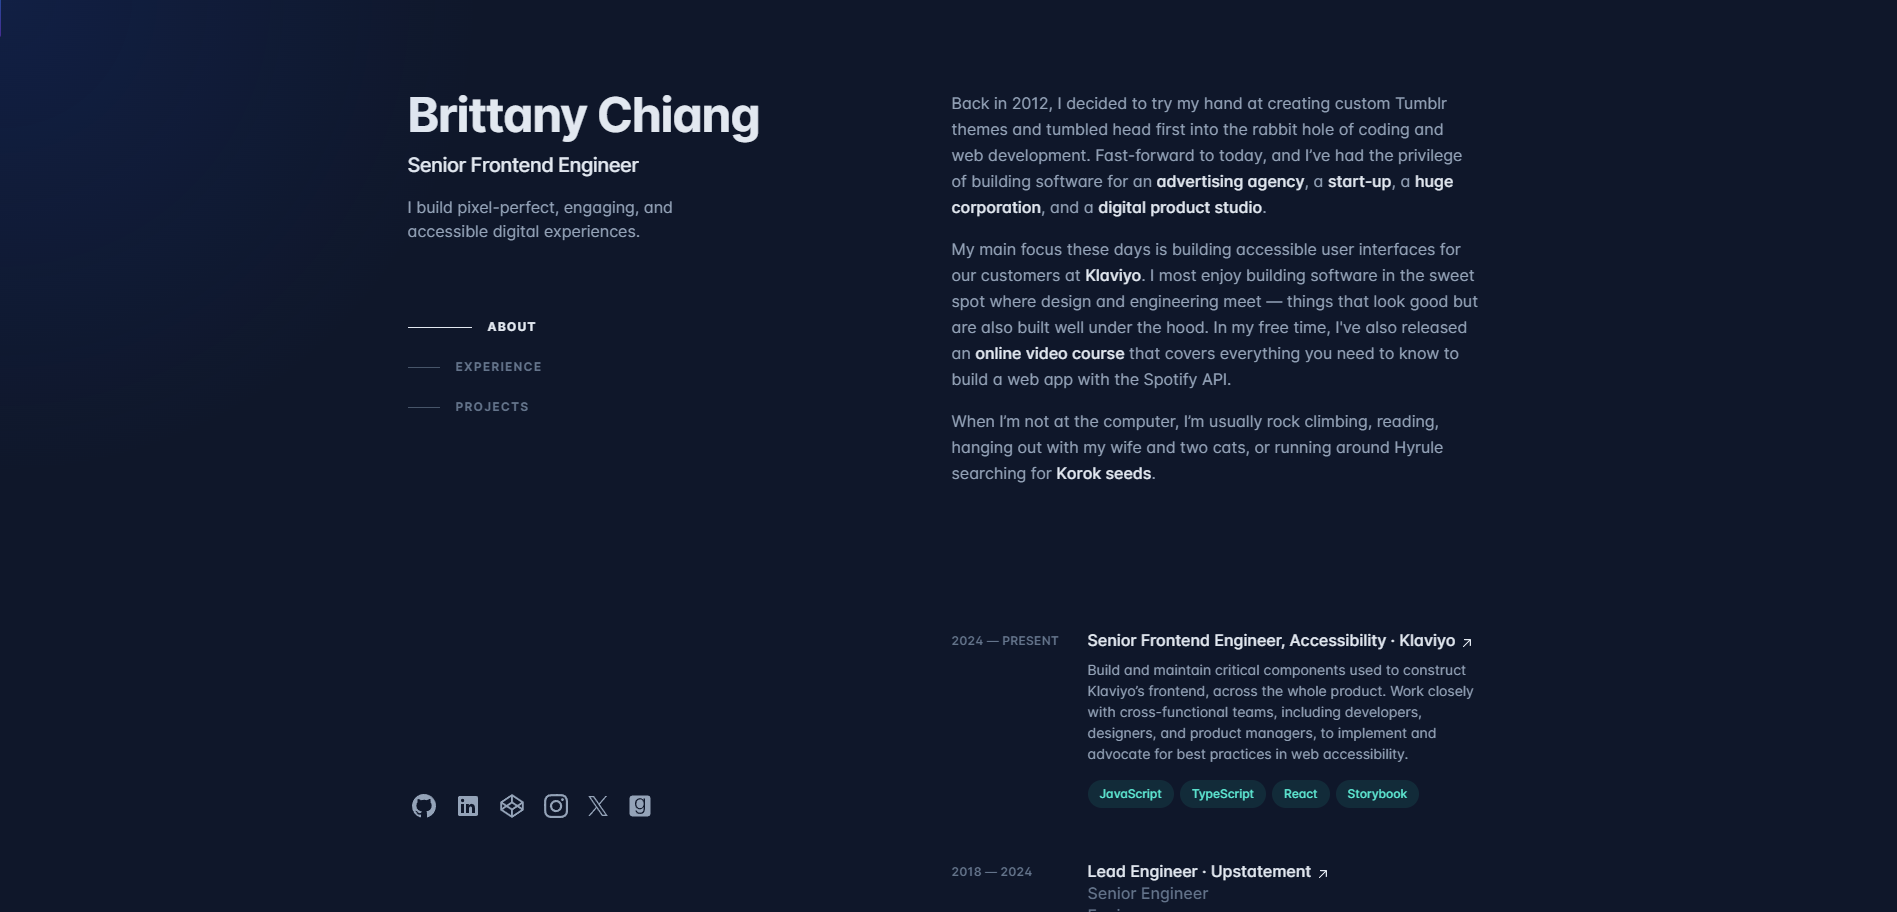 Brittany Chiang
Senior Frontend Engineer
I build pixel-perfect, engaging, and
accessible digital experiences.
ABOUT
EXPERIENCE
PROJECTS
Back in 2012, I decided to try my hand at creating custom Tumblr
themes and tumbled head first into the rabbit hole of coding and
web development. Fast-forward to today, and I’ve had the privilege
of building software for an advertising agency, a start-up, a huge
corporation, and a digital product studio.
My main focus these days is building accessible user interfaces for
our customers at Klaviyo. I most enjoy building software in the sweet
spot where design and engineering meet — things that look good but
are also built well under the hood. In my free time, I've also released
an online video course that covers everything you need to know to
build a web app with the Spotify API.
When I’m not at the computer, I’m usually rock climbing, reading,
hanging out with my wife and two cats, or running around Hyrule
searching for Korok seeds.
2024 — PRESENT
Senior Frontend Engineer, Accessibility · Klaviyo
Build and maintain critical components used to construct
Klaviyo’s frontend, across the whole product. Work closely
with cross-functional teams, including developers,
designers, and product managers, to implement and
advocate for best practices in web accessibility.
JavaScript
TypeScript
React
Storybook
2018 — 2024
Lead Engineer · Upstatement
Senior Engineer